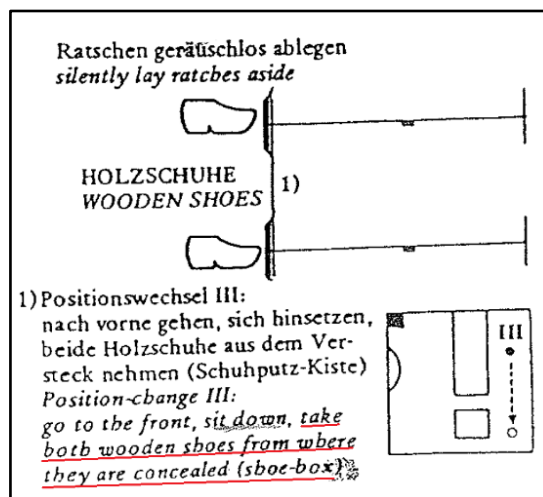 Ratschen geräuschlos ablegen
silently lay ratches aside
HOLZSCHUHE
WOODEN SHOES
1)
1) Positionswechsel III:
nach vorne gehen, sich hinsetzen,
beide Holzschuhe aus dem Ver-
steck nehmen (Schuhputz-Kiste)
Position-change III:
go to the front, sit down, take
both wooden shoes from where
they are concealed (shoe-box)
III